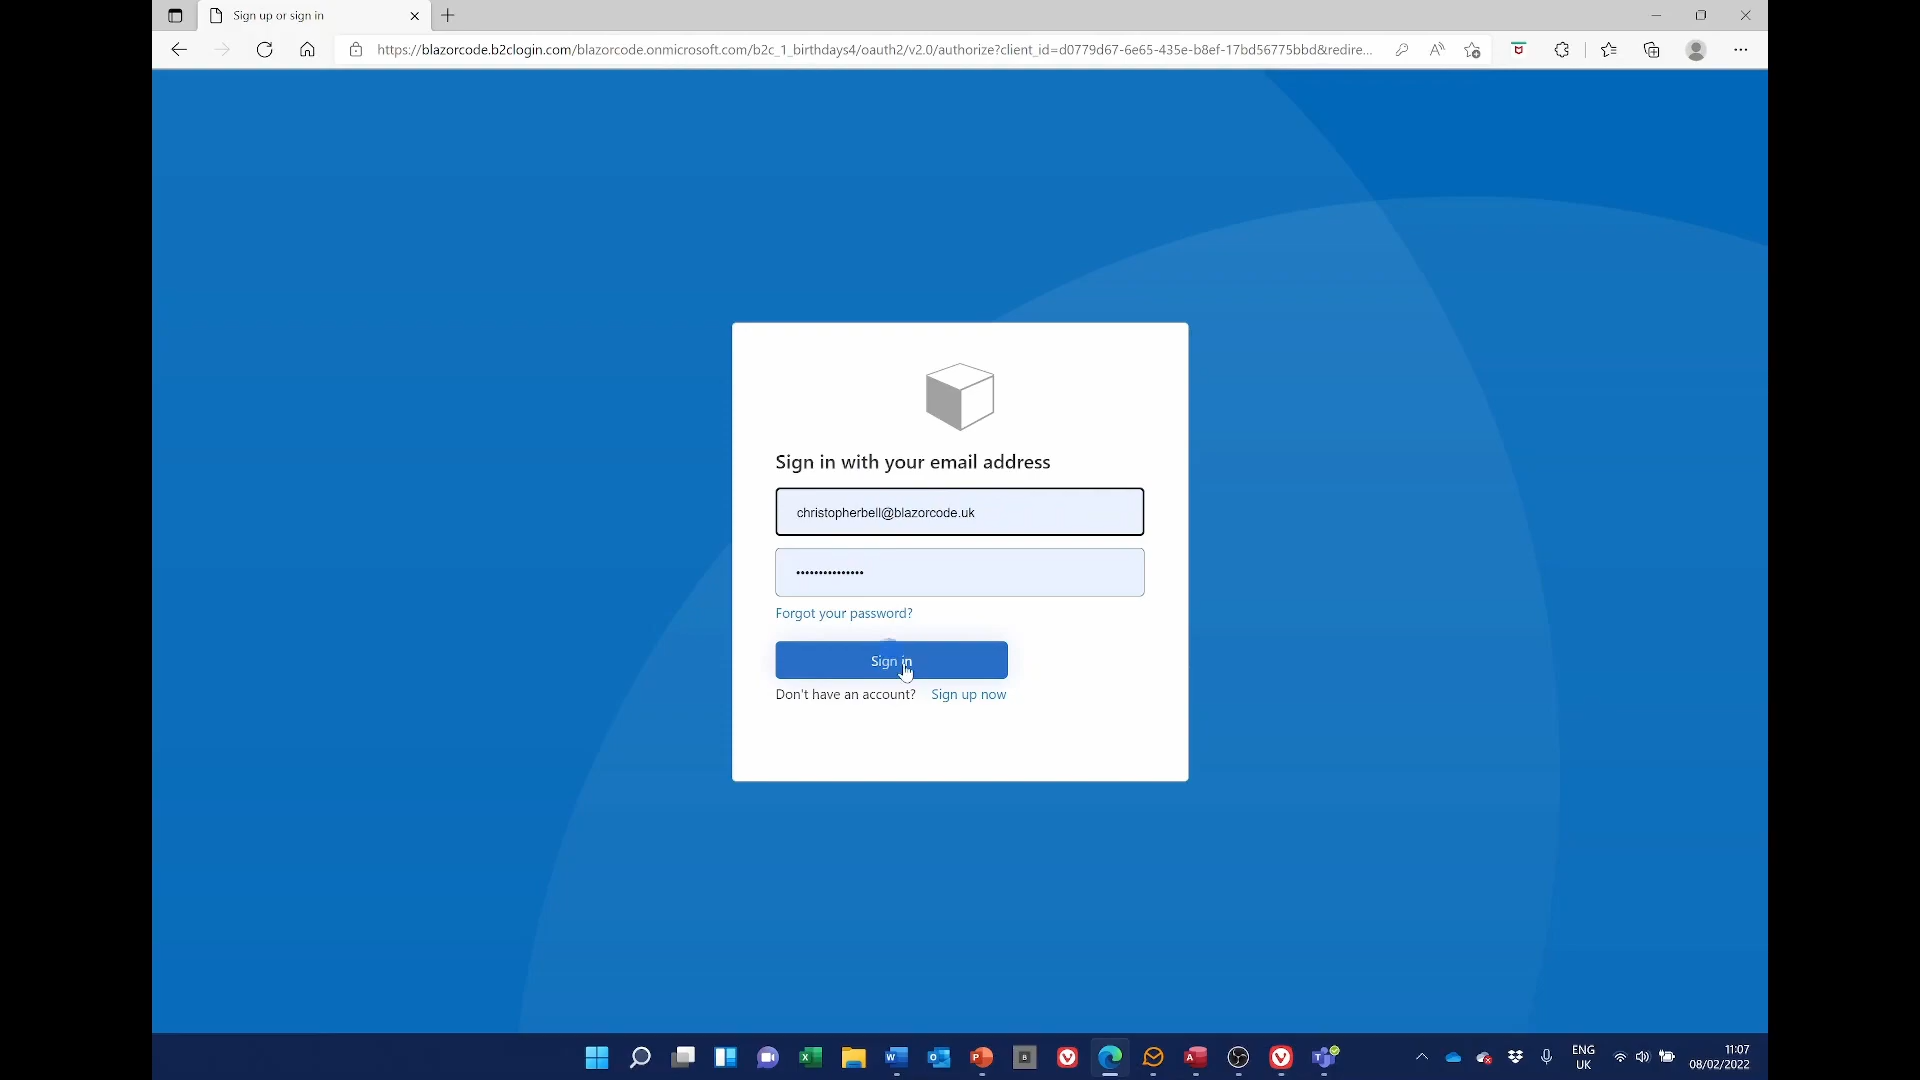 Sign up or sign in
https://blazorcode.b2clogin.com/blazorcode.onmicrosoft.com/b2c_1_birthdays4/oauth2/v2.0/authorize?client_id=d0779d67-6e65-435e-b8ef-17bd56775bbd&redire...
Sign in with your email address
christopherbell@blazorcode.uk
•••••••••••••••
Forgot your password?
Sign in
Don't have an account? Sign up now
ENG
UK
11:07
08/02/2022